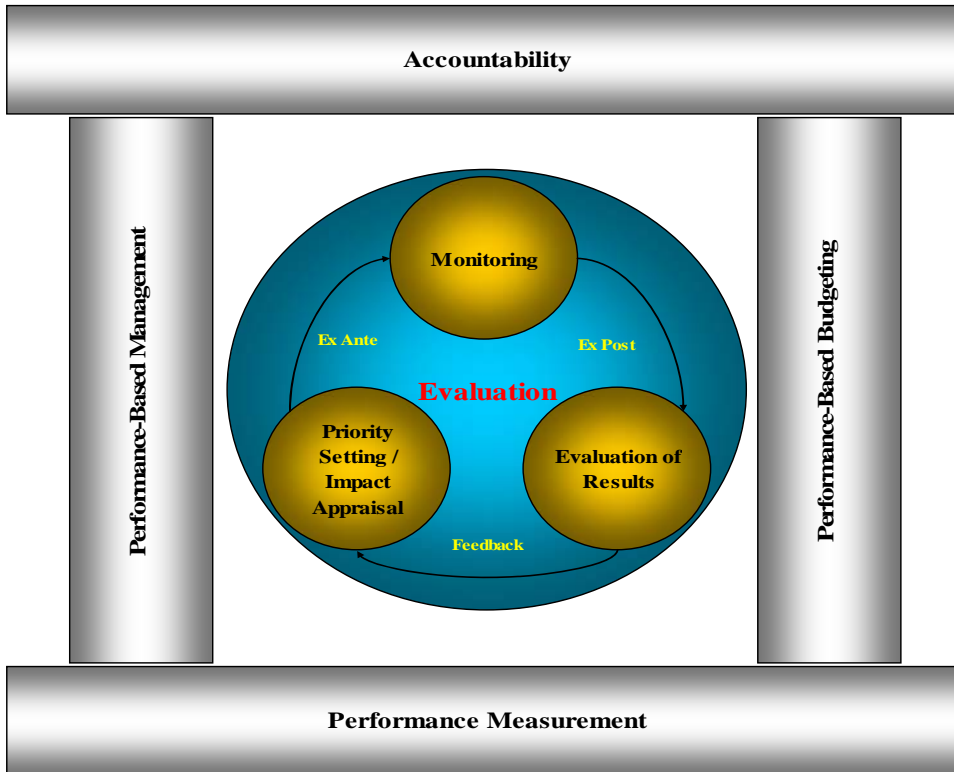 Accountability
Performance-Based Management
Monitoring
Ex Ante
Ex Post
Evaluation
Priority
Setting /
Impact
Appraisal
Evaluation of
Results
Feedback
Performance-Based Budgeting
Performance Measurement